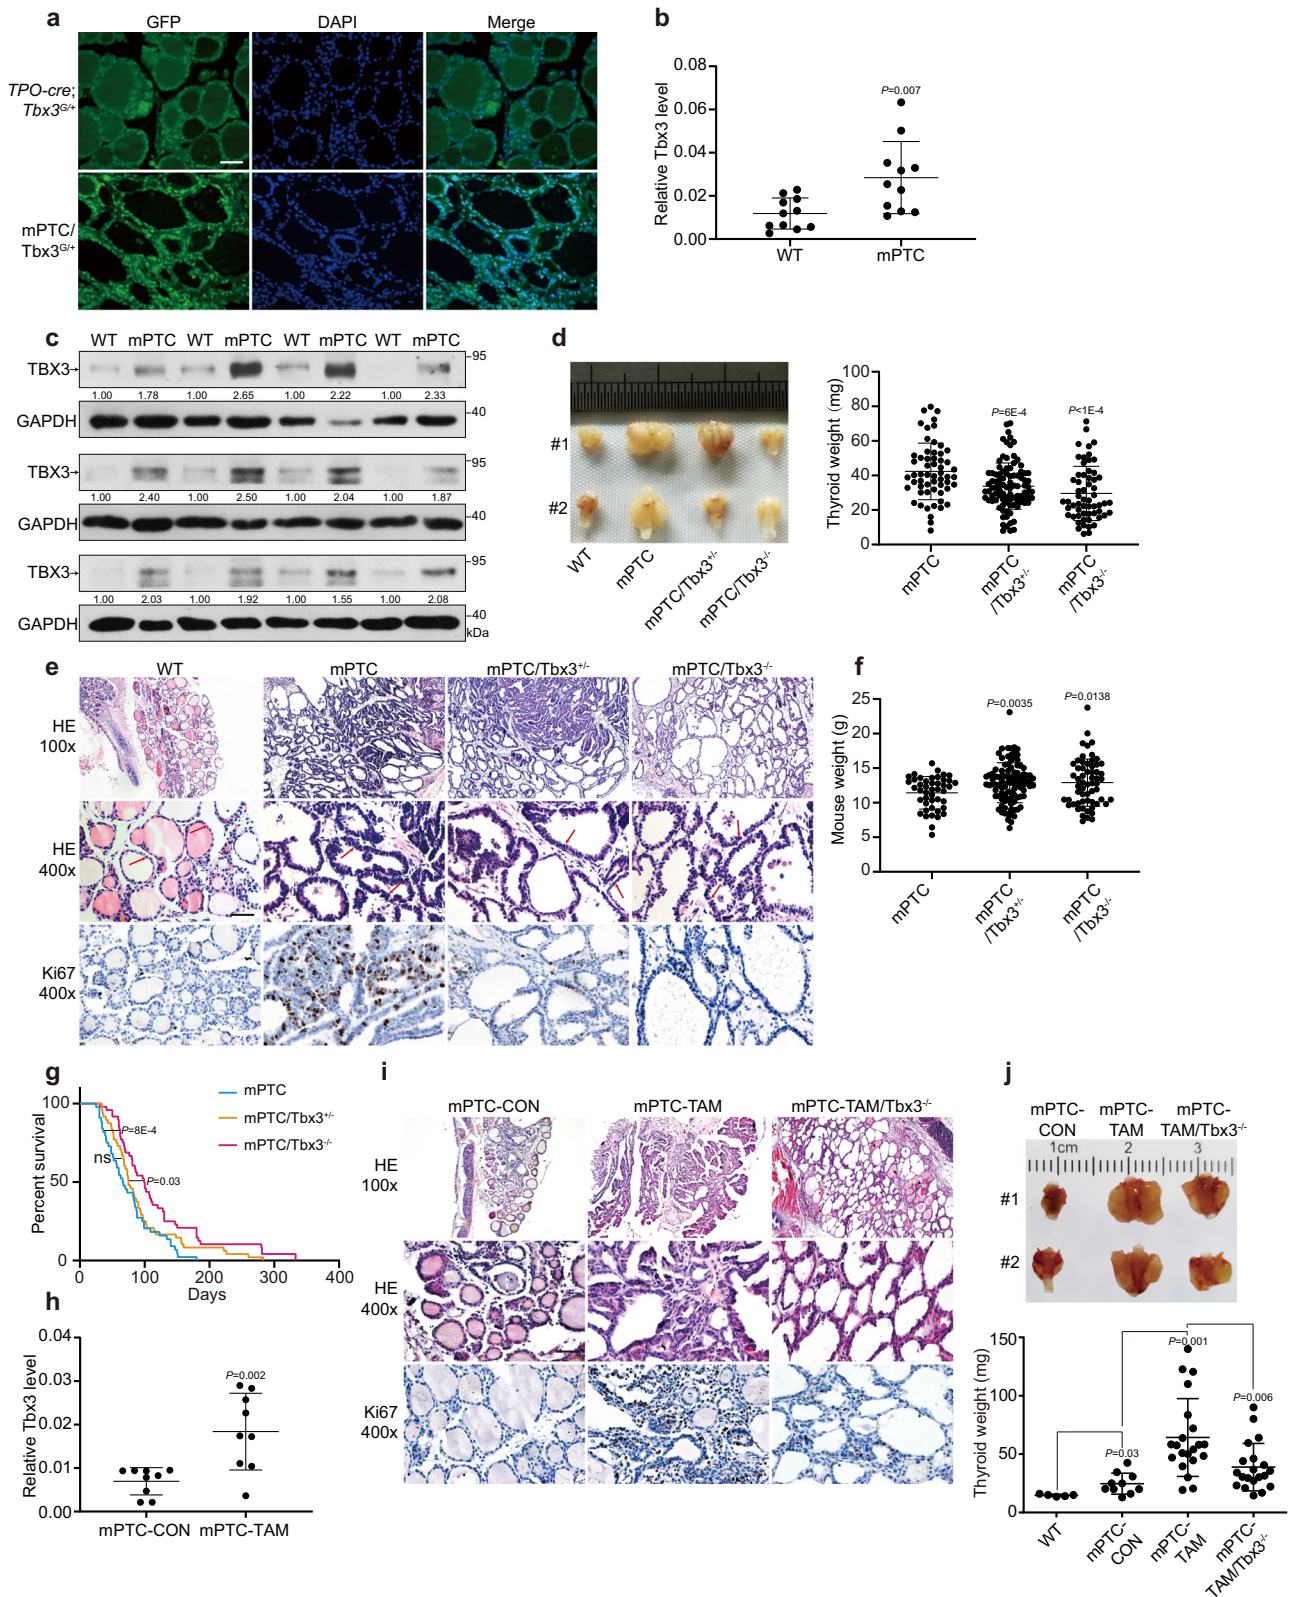 a
GFP DAPI Merge
TPO-cre;
Tbx3G/+
mPTC/
Tbx3G/+
b
Relative Tbx3 level
0.08
0.06
0.04
0.02
0.00
P=0.007
WT mPTC
c
WT mPTC WT mPTC WT mPTC WT mPTC
TBX3→ 95
1.00 1.78 1.00 2.65 1.00 2.22 1.00 2.33
GAPDH 40
TBX3→ 95
1.00 2.40 1.00 2.50 1.00 2.04 1.00 1.87
GAPDH 40
TBX3→ 95
1.00 2.03 1.00 1.92 1.00 1.55 1.00 2.08
GAPDH 40
kDa
d
#1
#2
WT mPTC mPTC/Tbx3+/- mPTC/Tbx3-/-
Thyroid weight (mg)
100
80
60
40
20
0
P=6E-4 P<1E-4
mPTC mPTC/Tbx3+/- mPTC/Tbx3-/-
e
WT mPTC mPTC/Tbx3+/- mPTC/Tbx3-/-
HE
100x
HE
400x
Ki67
400x
f
Mouse weight (g)
25
20
15
10
5
0
P=0.0035 P=0.0138
mPTC mPTC/Tbx3+/- mPTC/Tbx3-/-
g
Percent survival
100
50
0
mPTC
mPTC/Tbx3+/-
mPTC/Tbx3-/-
P=8E-4
ns
P=0.03
0 100 200 300 400
Days
h
Relative Tbx3 level
0.04
0.03
0.02
0.01
0.00
P=0.002
mPTC-CON mPTC-TAM
i
mPTC-CON mPTC-TAM mPTC-TAM/Tbx3-/-
HE
100x
HE
400x
Ki67
400x
j
mPTC-CON mPTC-TAM mPTC-TAM/Tbx3-/-
1cm 2 3
#1
#2
Thyroid weight (mg)
150
100
50
0
P=0.001
P=0.006
P=0.03
WT mPTC-CON mPTC-TAM mPTC-TAM/Tbx3-/-